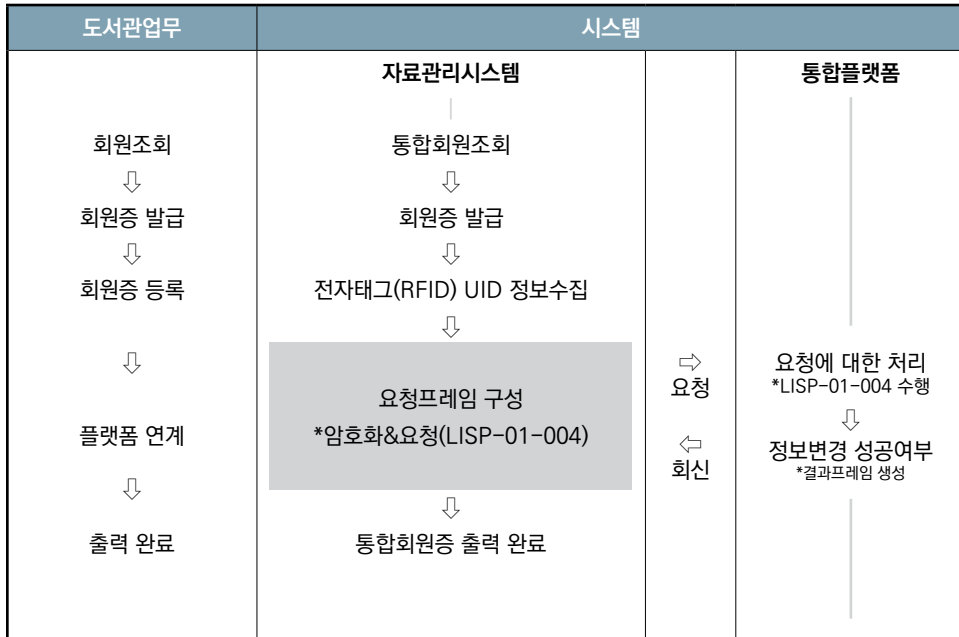 도서관업무
시스템
자료관리시스템
통합플랫폼
회원조회
통합회원조회
⇩
⇩
회원증 발급
회원증 발급
⇩
⇩
회원증 등록
전자태그(RFID) UID 정보수집
⇩
⇩
요청프레임 구성
*암호화&요청(LISP-01-004)
⇨
요청
요청에 대한 처리
*LISP-01-004 수행
⇩
플랫폼 연계
⇦
회신
정보변경 성공여부
*결과프레임 생성
⇩
⇩
출력 완료
통합회원증 출력 완료